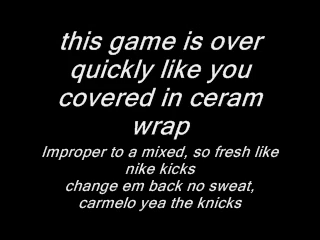 this game is over
quickly like you
covered in ceram
wrap
Improper to a mixed, so fresh like
nike kicks
change em back no sweat,
carmelo yea the knicks